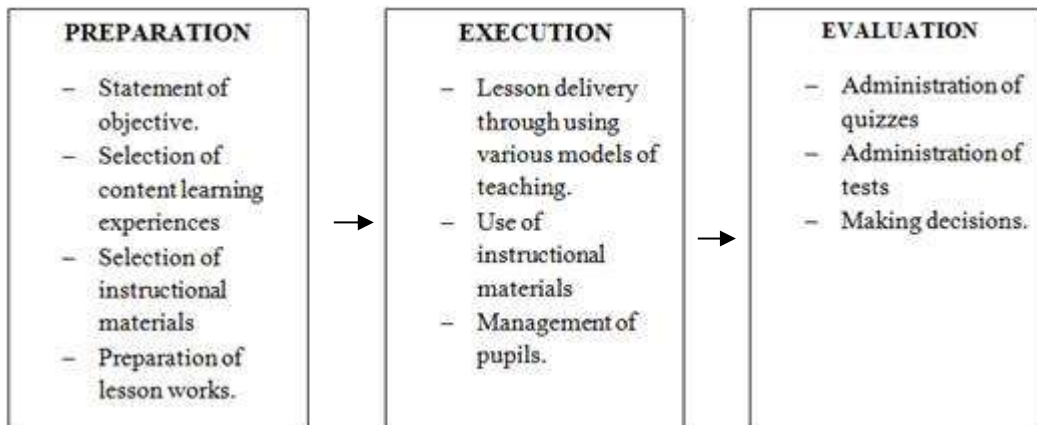 PREPARATION
– Statement of
objective.
– Selection of
content learning
experiences
– Selection of
instructional
materials
– Preparation of
lesson works.
EXECUTION
– Lesson delivery
through using
various models of
teaching.
– Use of
instructional
materials
– Management of
pupils.
EVALUATION
– Administration of
quizzes
– Administration of
tests
– Making decisions.